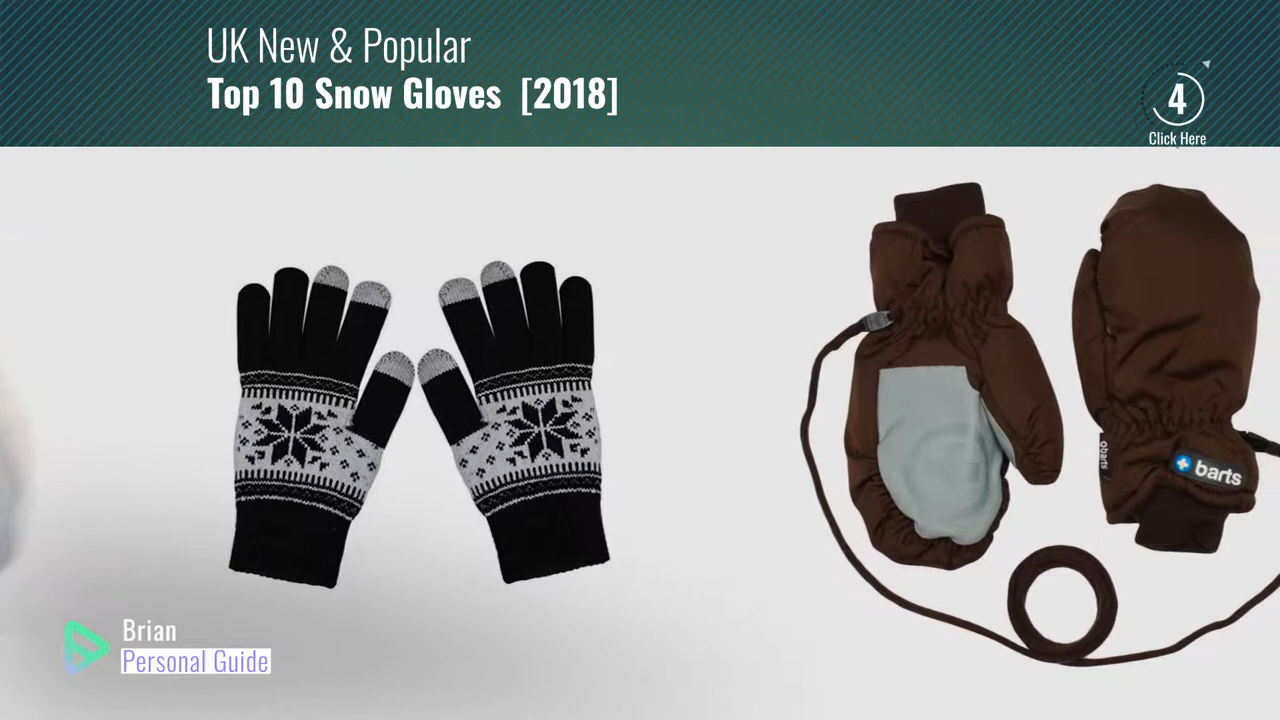 UK New & Popular
Top 10 Snow Gloves [2018]
4
Click Here
barts
barts
Brian
Personal Guide